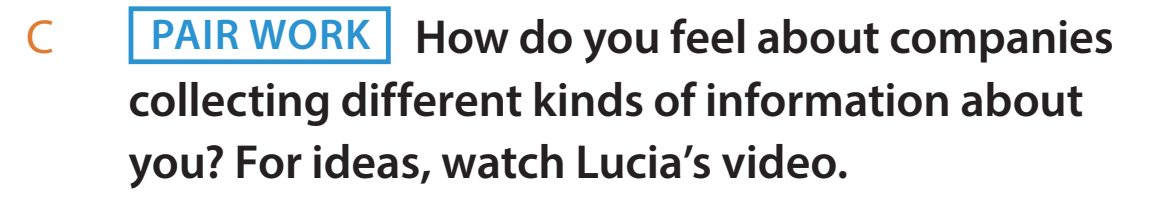 C PAIR WORK How do you feel about companies
collecting different kinds of information about
you? For ideas, watch Lucia’s video.